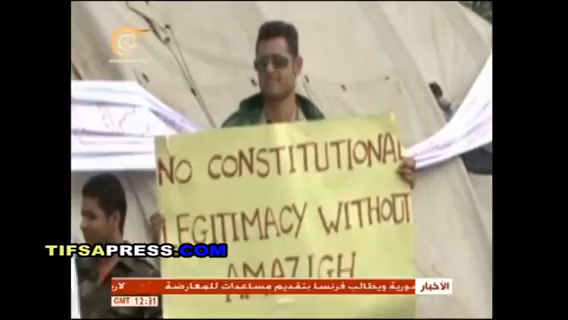 NO CONSTITUTIONAL
LEGITIMACY WITHOUT
AMAZIGH
TIFSAPRESS.COM
الأخبار
سورية ويطالب فرنسا بتقديم مساعدات للمعارضة
GMT 12:31